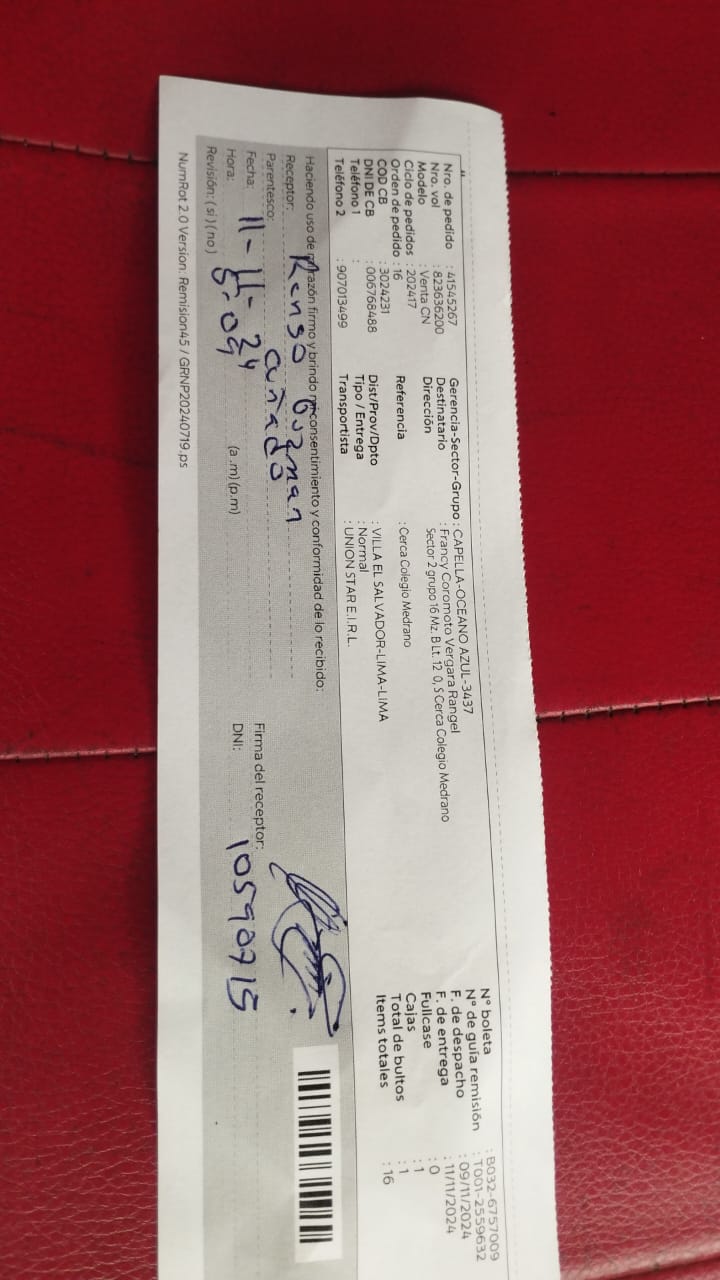 Nro. de pedido : 41545267
Nro. vol : 823636200
Modelo : Venta CN
Ciclo de pedidos : 202417
Orden de pedido : 16
COD CB : 3024231
DNI DE CB : 006768488
Teléfono 1 :
Teléfono 2 : 907013499
Gerencia-Sector-Grupo : CAPELLA-OCEANO AZUL-3437
Destinatario : Francy Coromoto Vergara Rangel
Dirección Sector 2 grupo 16 Mz. B Lt. 12 0, S Cerca Colegio Medrano
Referencia : Cerca Colegio Medrano
Dist/Prov/Dpto : VILLA EL SALVADOR-LIMA-LIMA
Tipo / Entrega : Normal
Transportista : UNION STAR E.I.R.L.
N° boleta : B032-6757009
N° de guía remisión : T001-2559632
F. de despacho : 09/11/2024
F. de entrega : 11/11/2024
Fullcase : 0
Cajas : 1
Total de bultos : 1
Items totales : 16
Haciendo uso de mi razón firmo y brindo mi consentimiento y conformidad de lo recibido:
Receptor: Renso Guzman
Parentesco: cuñado
Fecha: 11-11-24
Hora: (a.m) (p.m)
Revisión: ( si ) ( no )
Firma del receptor:
DNI: 10590715
NumRot 2.0 Version: Remision45 / GRNP20240719.ps